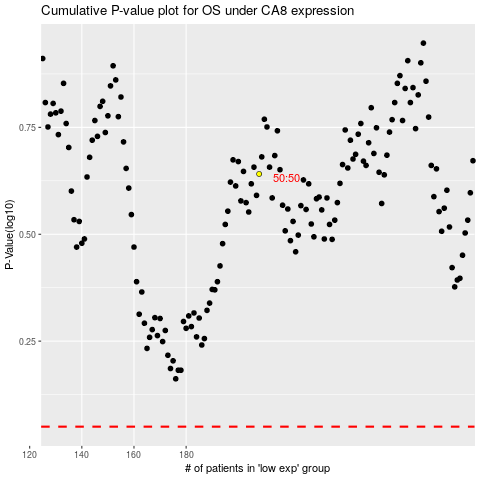 Cumulative P-value plot for OS under CA8 expression
P-Value(log10)
0.75
0.50
0.25
50:50
120 140 160 180
# of patients in 'low exp' group